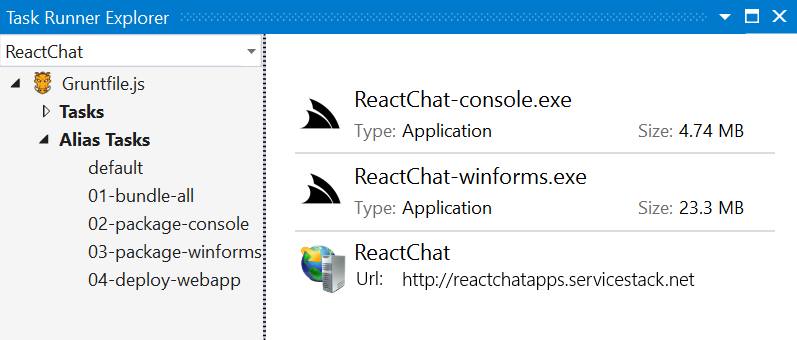 Task Runner Explorer
ReactChat
Gruntfile.js
Tasks
Alias Tasks
default
01-bundle-all
02-package-console
03-package-winforms
04-deploy-webapp
ReactChat-console.exe
Type: Application Size: 4.74 MB
ReactChat-winforms.exe
Type: Application Size: 23.3 MB
ReactChat
Url: http://reactchatapps.servicestack.net